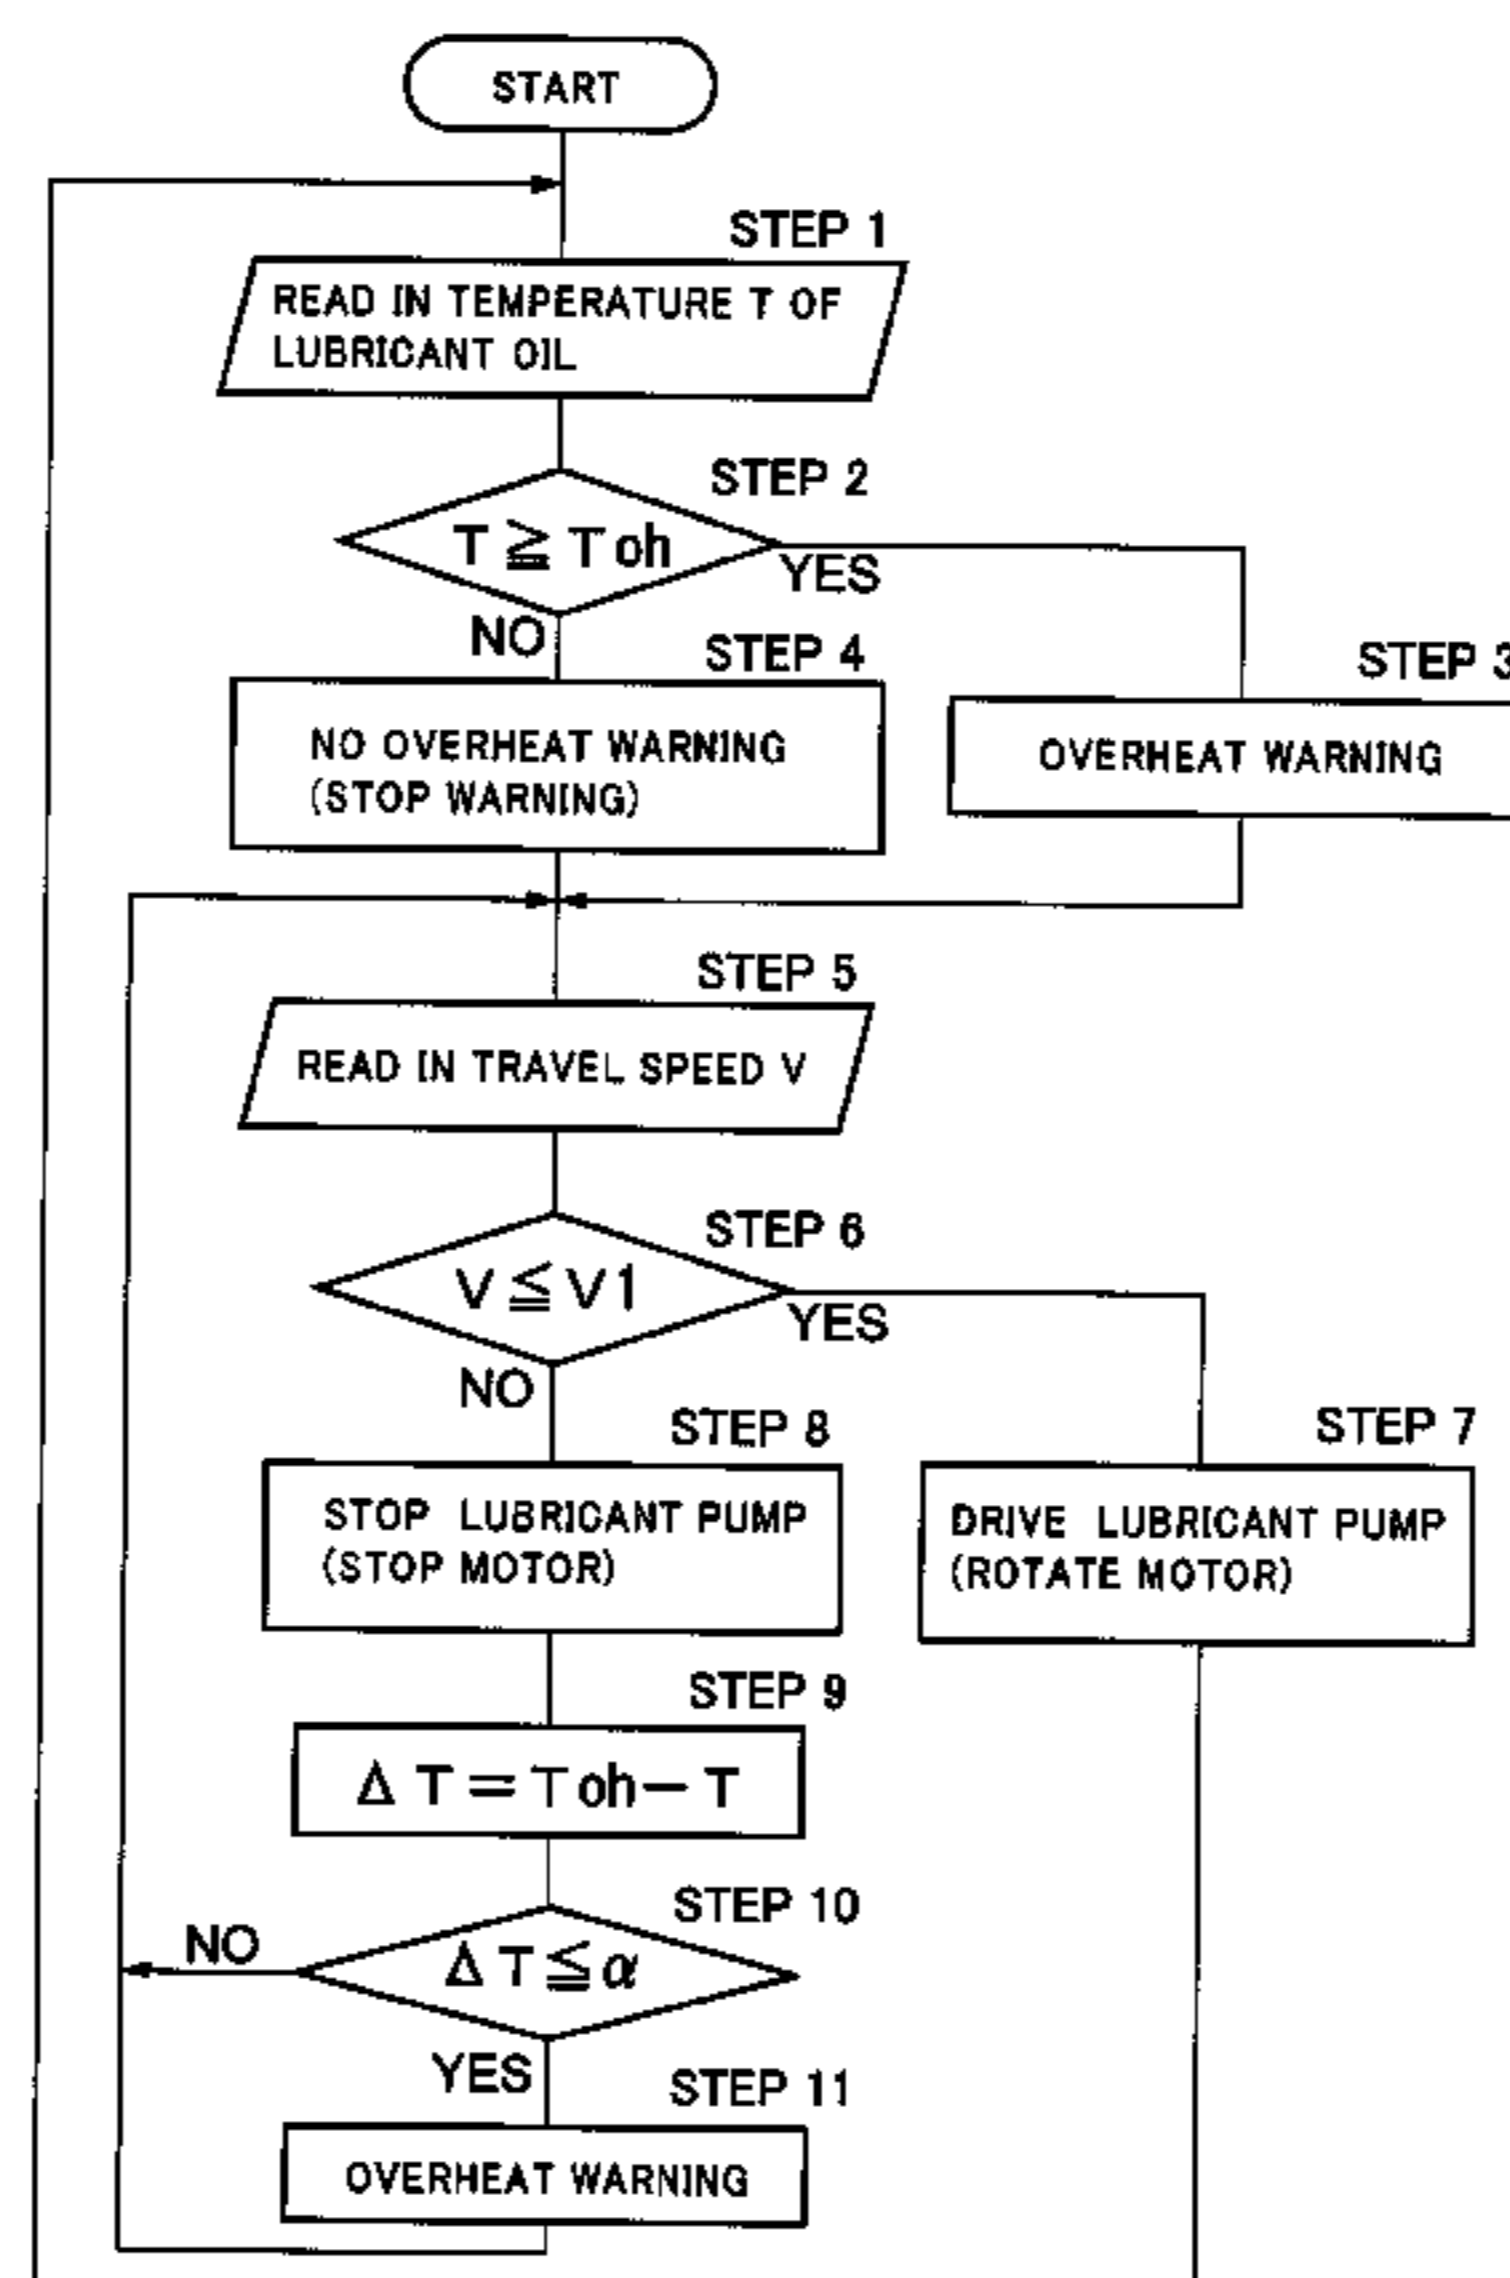 START
STEP 1
READ IN TEMPERATURE T OF
LUBRICANT OIL
STEP 2
T ≧ Toh
YES
NO
STEP 4
STEP 3
NO OVERHEAT WARNING
(STOP WARNING)
OVERHEAT WARNING
STEP 5
READ IN TRAVEL SPEED V
STEP 6
V ≦ V1
YES
NO
STEP 8
STEP 7
STOP LUBRICANT PUMP
(STOP MOTOR)
DRIVE LUBRICANT PUMP
(ROTATE MOTOR)
STEP 9
Δ T = Toh − T
STEP 10
NO
Δ T ≦ α
YES
STEP 11
OVERHEAT WARNING